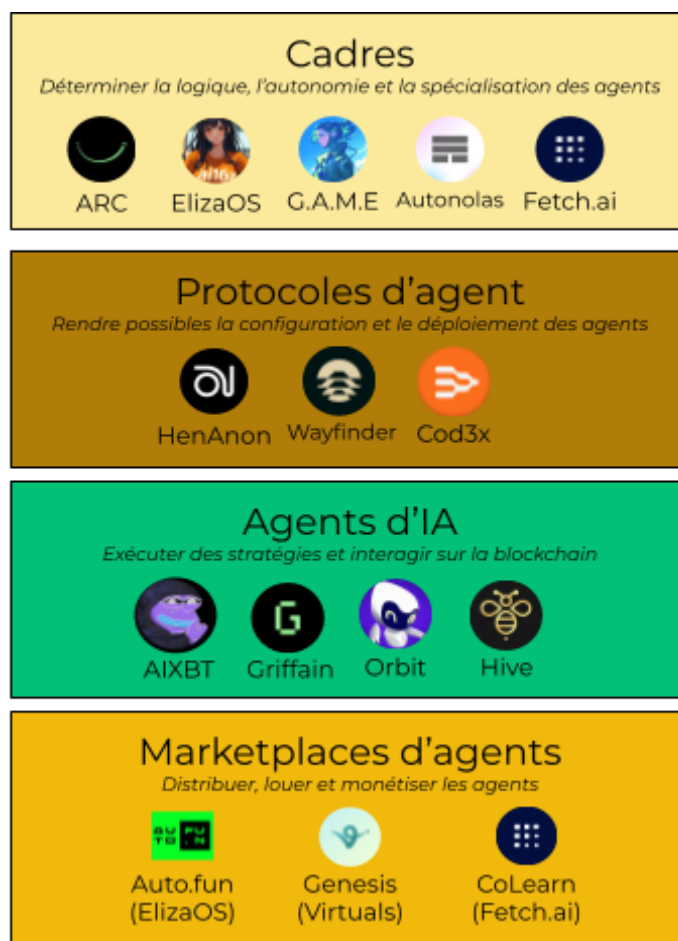 Cadres
Déterminer la logique, l'autonomie et la spécialisation des agents
ai16z
ARC ElizaOS G.A.M.E Autonolas Fetch.ai
Protocoles d'agent
Rendre possibles la configuration et le déploiement des agents
HenAnon Wayfinder Cod3x
Agents d'IA
Exécuter des stratégies et interagir sur la blockchain
G
AIXBT Griffain Orbit Hive
Marketplaces d'agents
Distribuer, louer et monétiser les agents
AUTO FU.N
Auto.fun Genesis CoLearn
(ElizaOS) (Virtuals) (Fetch.ai)